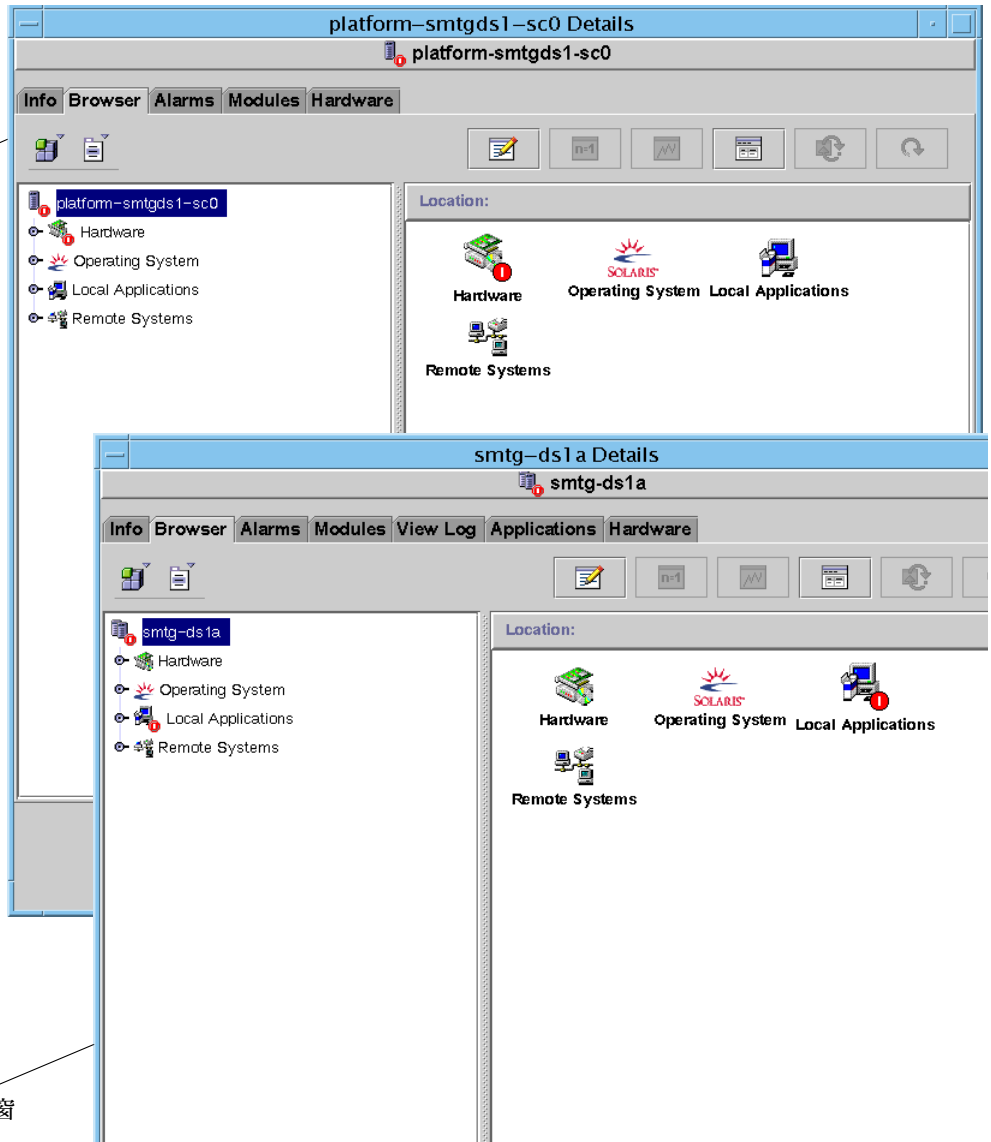 platform-smtgds1-sc0 Details
platform-smtgds1-sc0
Info Browser Alarms Modules Hardware
n=1
platform-smtgds1-sc0
Hardware
Operating System
Local Applications
Remote Systems
Location:
Hardware
SOLARIS
Operating System
Local Applications
Remote Systems
smtg-ds1a Details
smtg-ds1a
Info Browser Alarms Modules View Log Applications Hardware
n=1
smtg-ds1a
Hardware
Operating System
Local Applications
Remote Systems
Location:
Hardware
SOLARIS
Operating System
Local Applications
Remote Systems
窗